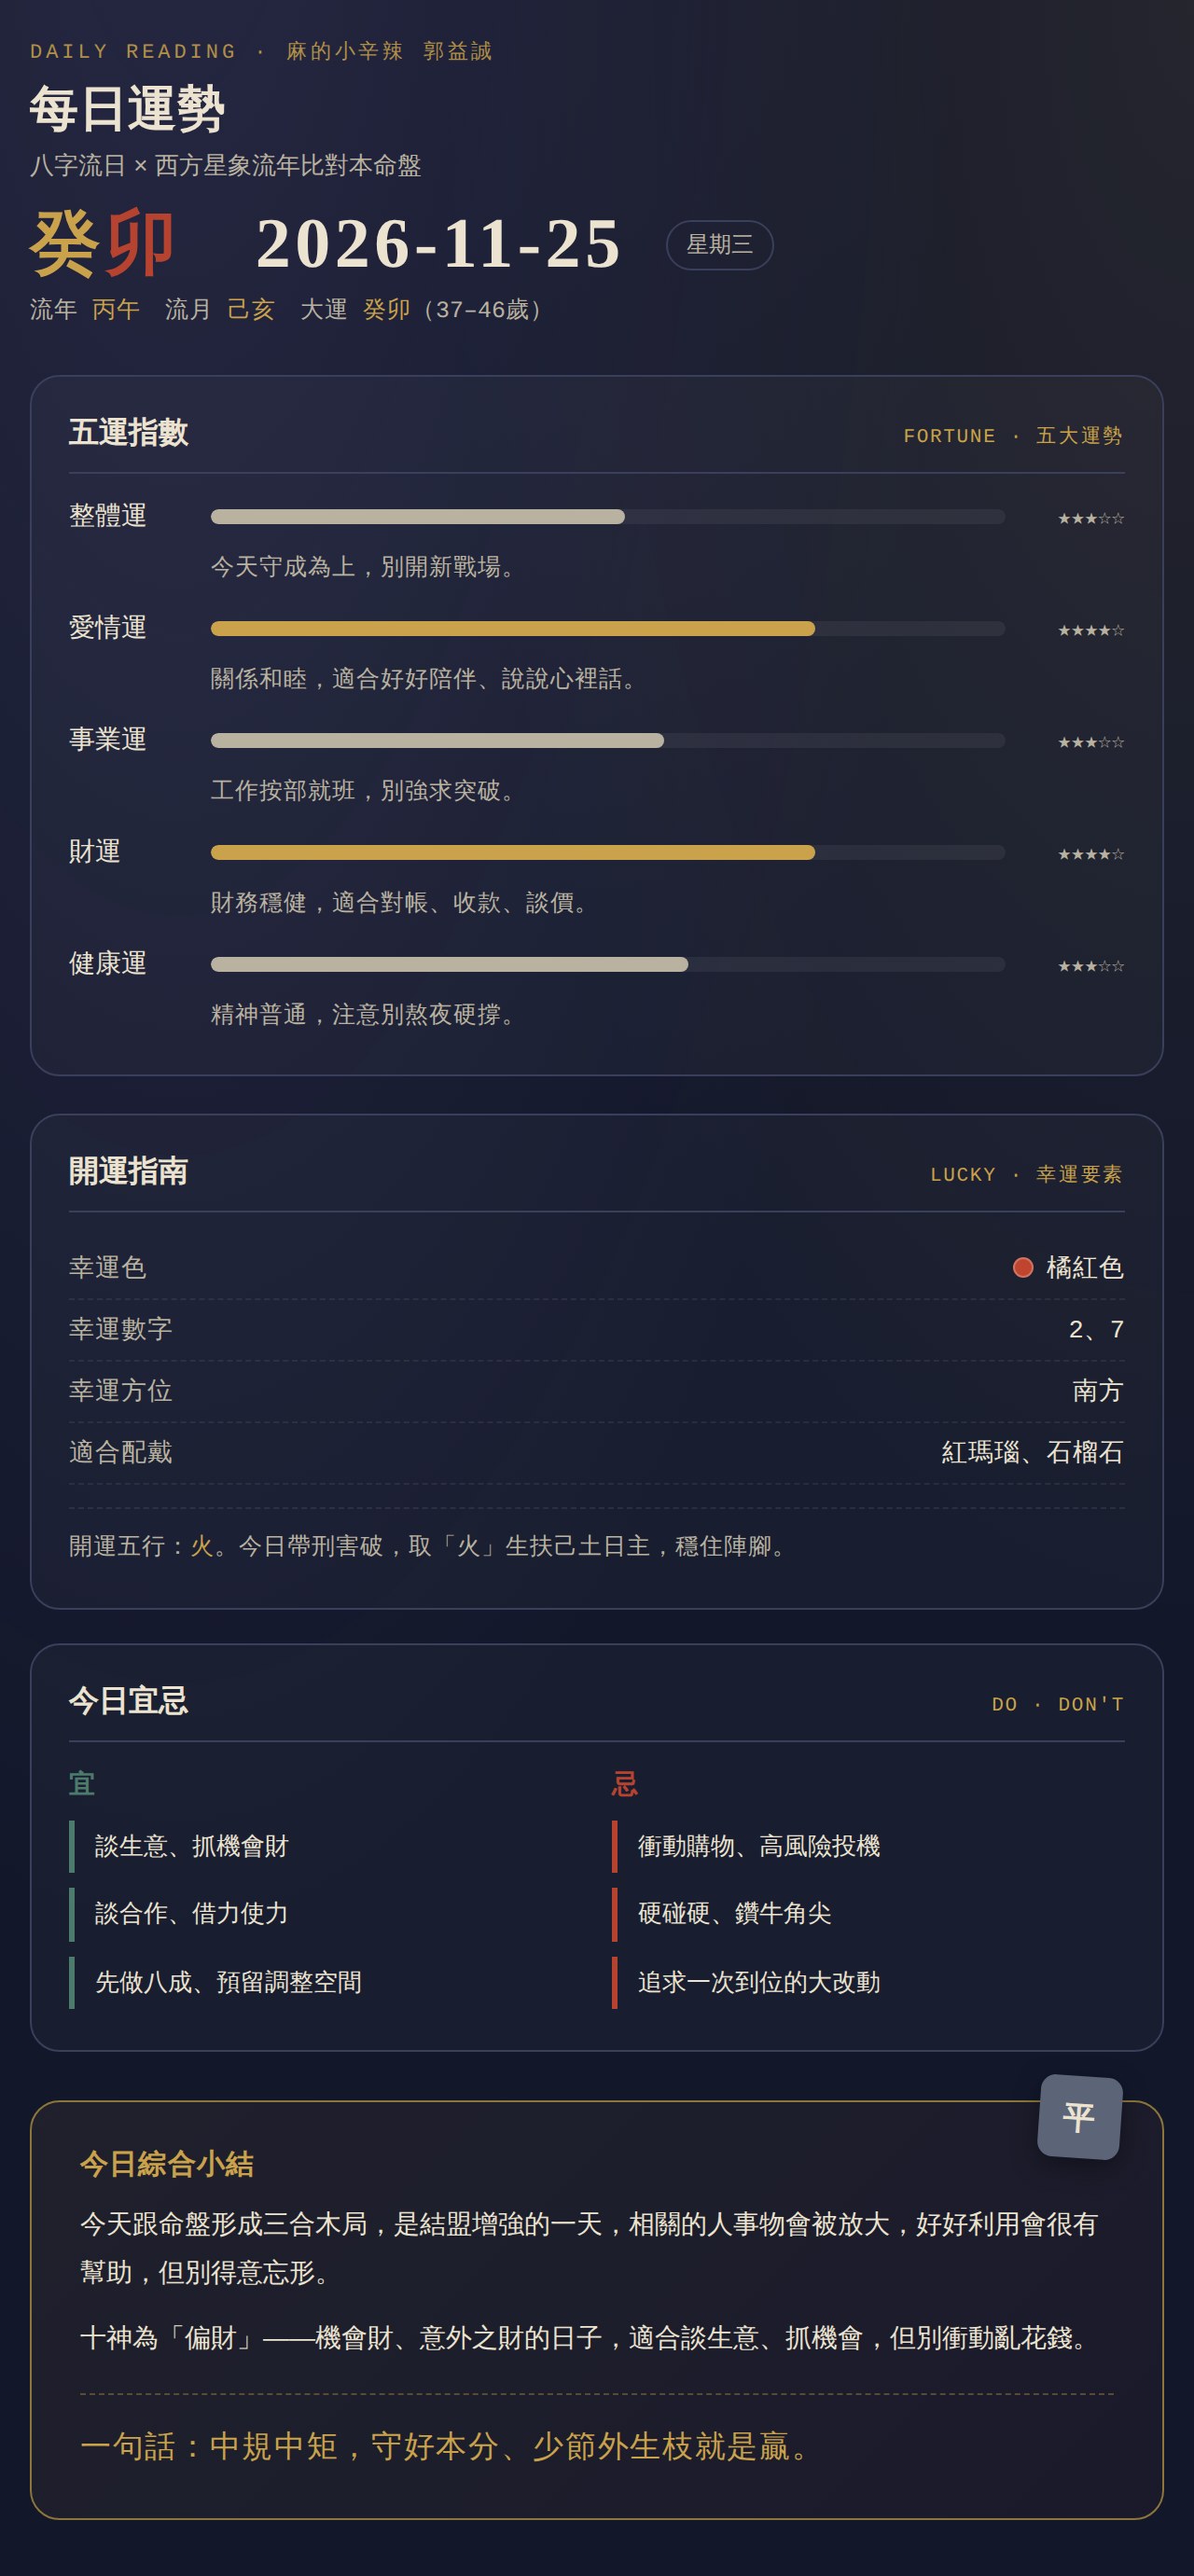 DAILY READING · 麻的小辛辣 郭益誠
每日運勢
八字流日 × 西方星象流年比對本命盤
癸卯 2026-11-25 星期三
流年 丙午 流月 己亥 大運 癸卯（37–46歲）
五運指數 FORTUNE · 五大運勢
整體運 ★★★☆☆
今天守成為上，別開新戰場。
愛情運 ★★★★☆
關係和睦，適合好好陪伴、說說心裡話。
事業運 ★★★☆☆
工作按部就班，別強求突破。
財運 ★★★★☆
財務穩健，適合對帳、收款、談價。
健康運 ★★★☆☆
精神普通，注意別熬夜硬撐。
開運指南 LUCKY · 幸運要素
幸運色 橘紅色
幸運數字 2、7
幸運方位 南方
適合配戴 紅瑪瑙、石榴石
開運五行：火。今日帶刑害破，取「火」生扶己土日主，穩住陣腳。
今日宜忌 DO · DON'T
宜 忌
談生意、抓機會財 衝動購物、高風險投機
談合作、借力使力 硬碰硬、鑽牛角尖
先做八成、預留調整空間 追求一次到位的大改動
平
今日綜合小結
今天跟命盤形成三合木局，是結盟增強的一天，相關的人事物會被放大，好好利用會很有
幫助，但別得意忘形。
十神為「偏財」——機會財、意外之財的日子，適合談生意、抓機會，但別衝動亂花錢。
一句話：中規中矩，守好本分、少節外生枝就是贏。